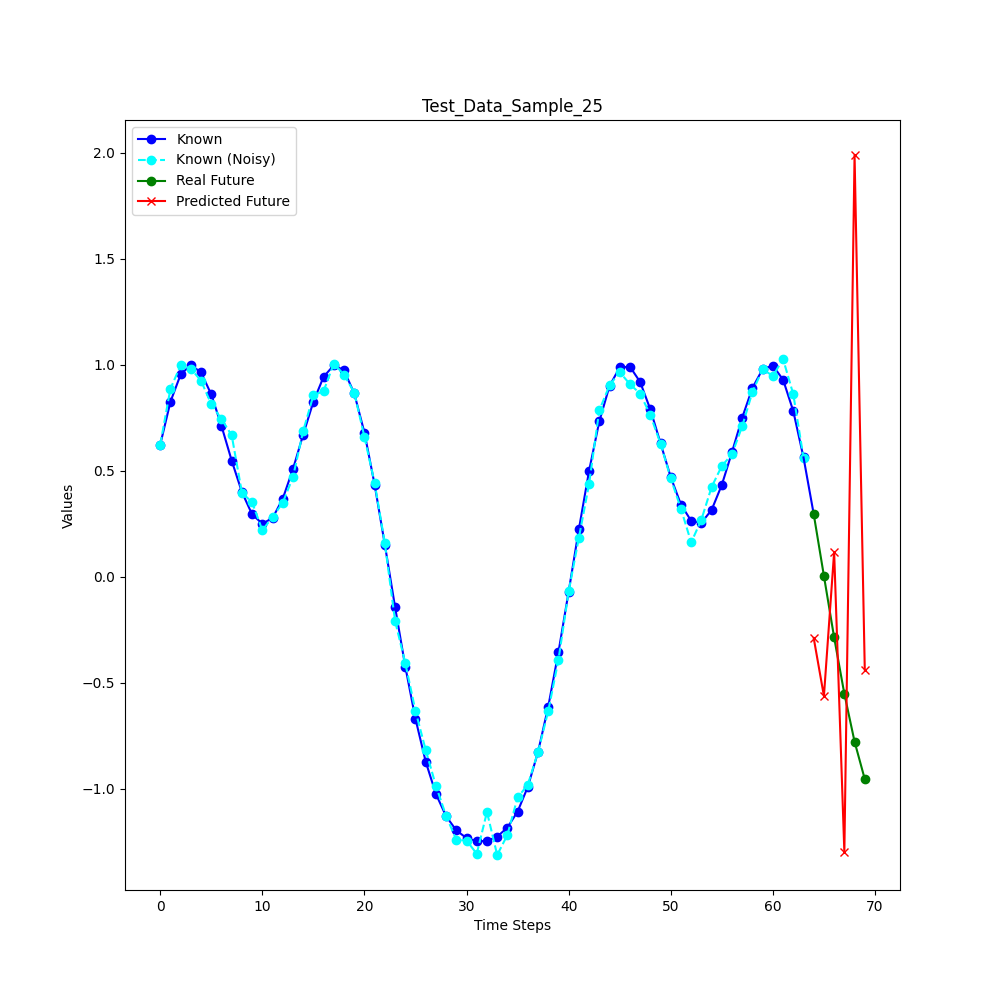 Test_Data_Sample_25
Known
Known (Noisy)
Real Future
Predicted Future
2.0
1.5
1.0
0.5
0.0
−0.5
−1.0
Values
0 10 20 30 40 50 60 70
Time Steps